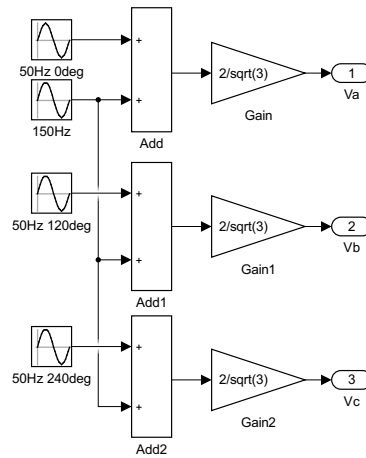 +
50Hz 0deg
2/sqrt(3)
1
+
150Hz
Gain
Va
Add
+
50Hz 120deg
2/sqrt(3)
2
+
Gain1
Vb
Add1
+
50Hz 240deg
2/sqrt(3)
3
+
Gain2
Vc
Add2